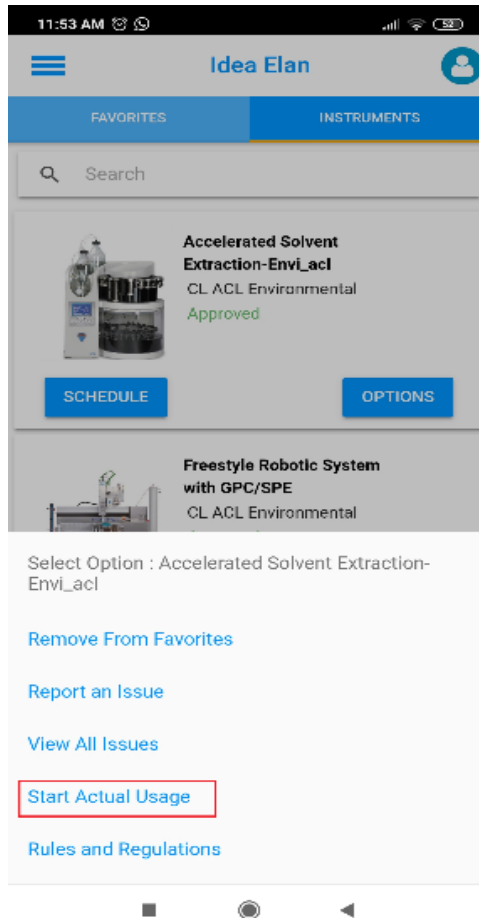 11:53 AM 52
Idea Elan
FAVORITES INSTRUMENTS
Search
Accelerated Solvent
Extraction-Envi_acl
CL ACL Environmental
Approved
SCHEDULE OPTIONS
Freestyle Robotic System
with GPC/SPE
CL ACL Environmental
Select Option : Accelerated Solvent Extraction-
Envi_acl
Remove From Favorites
Report an Issue
View All Issues
Start Actual Usage
Rules and Regulations